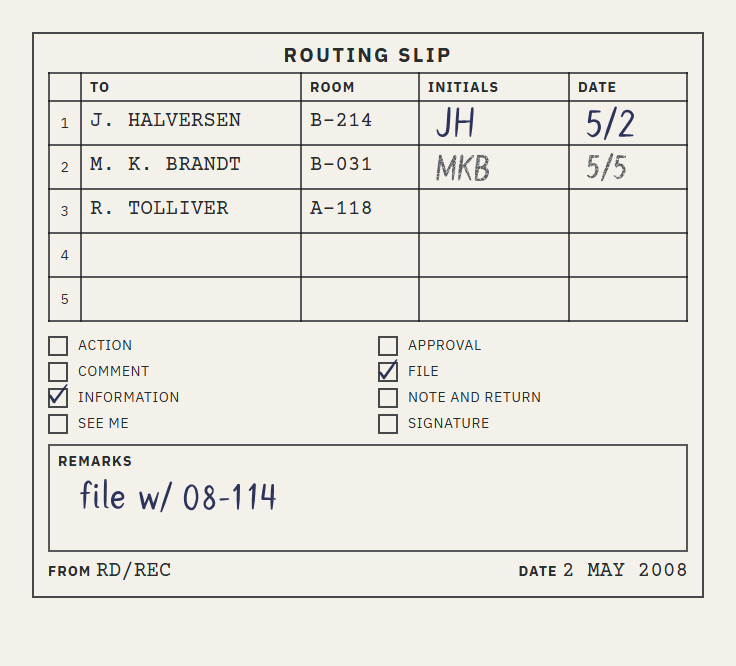 ROUTING SLIP
TO ROOM INITIALS DATE
1 J. HALVERSEN B-214 JH 5/2
2 M. K. BRANDT B-031 MKB 5/5
3 R. TOLLIVER A-118
4
5
ACTION APPROVAL
COMMENT FILE
INFORMATION NOTE AND RETURN
SEE ME SIGNATURE
REMARKS
file w/ 08-114
FROM RD/REC DATE 2 MAY 2008